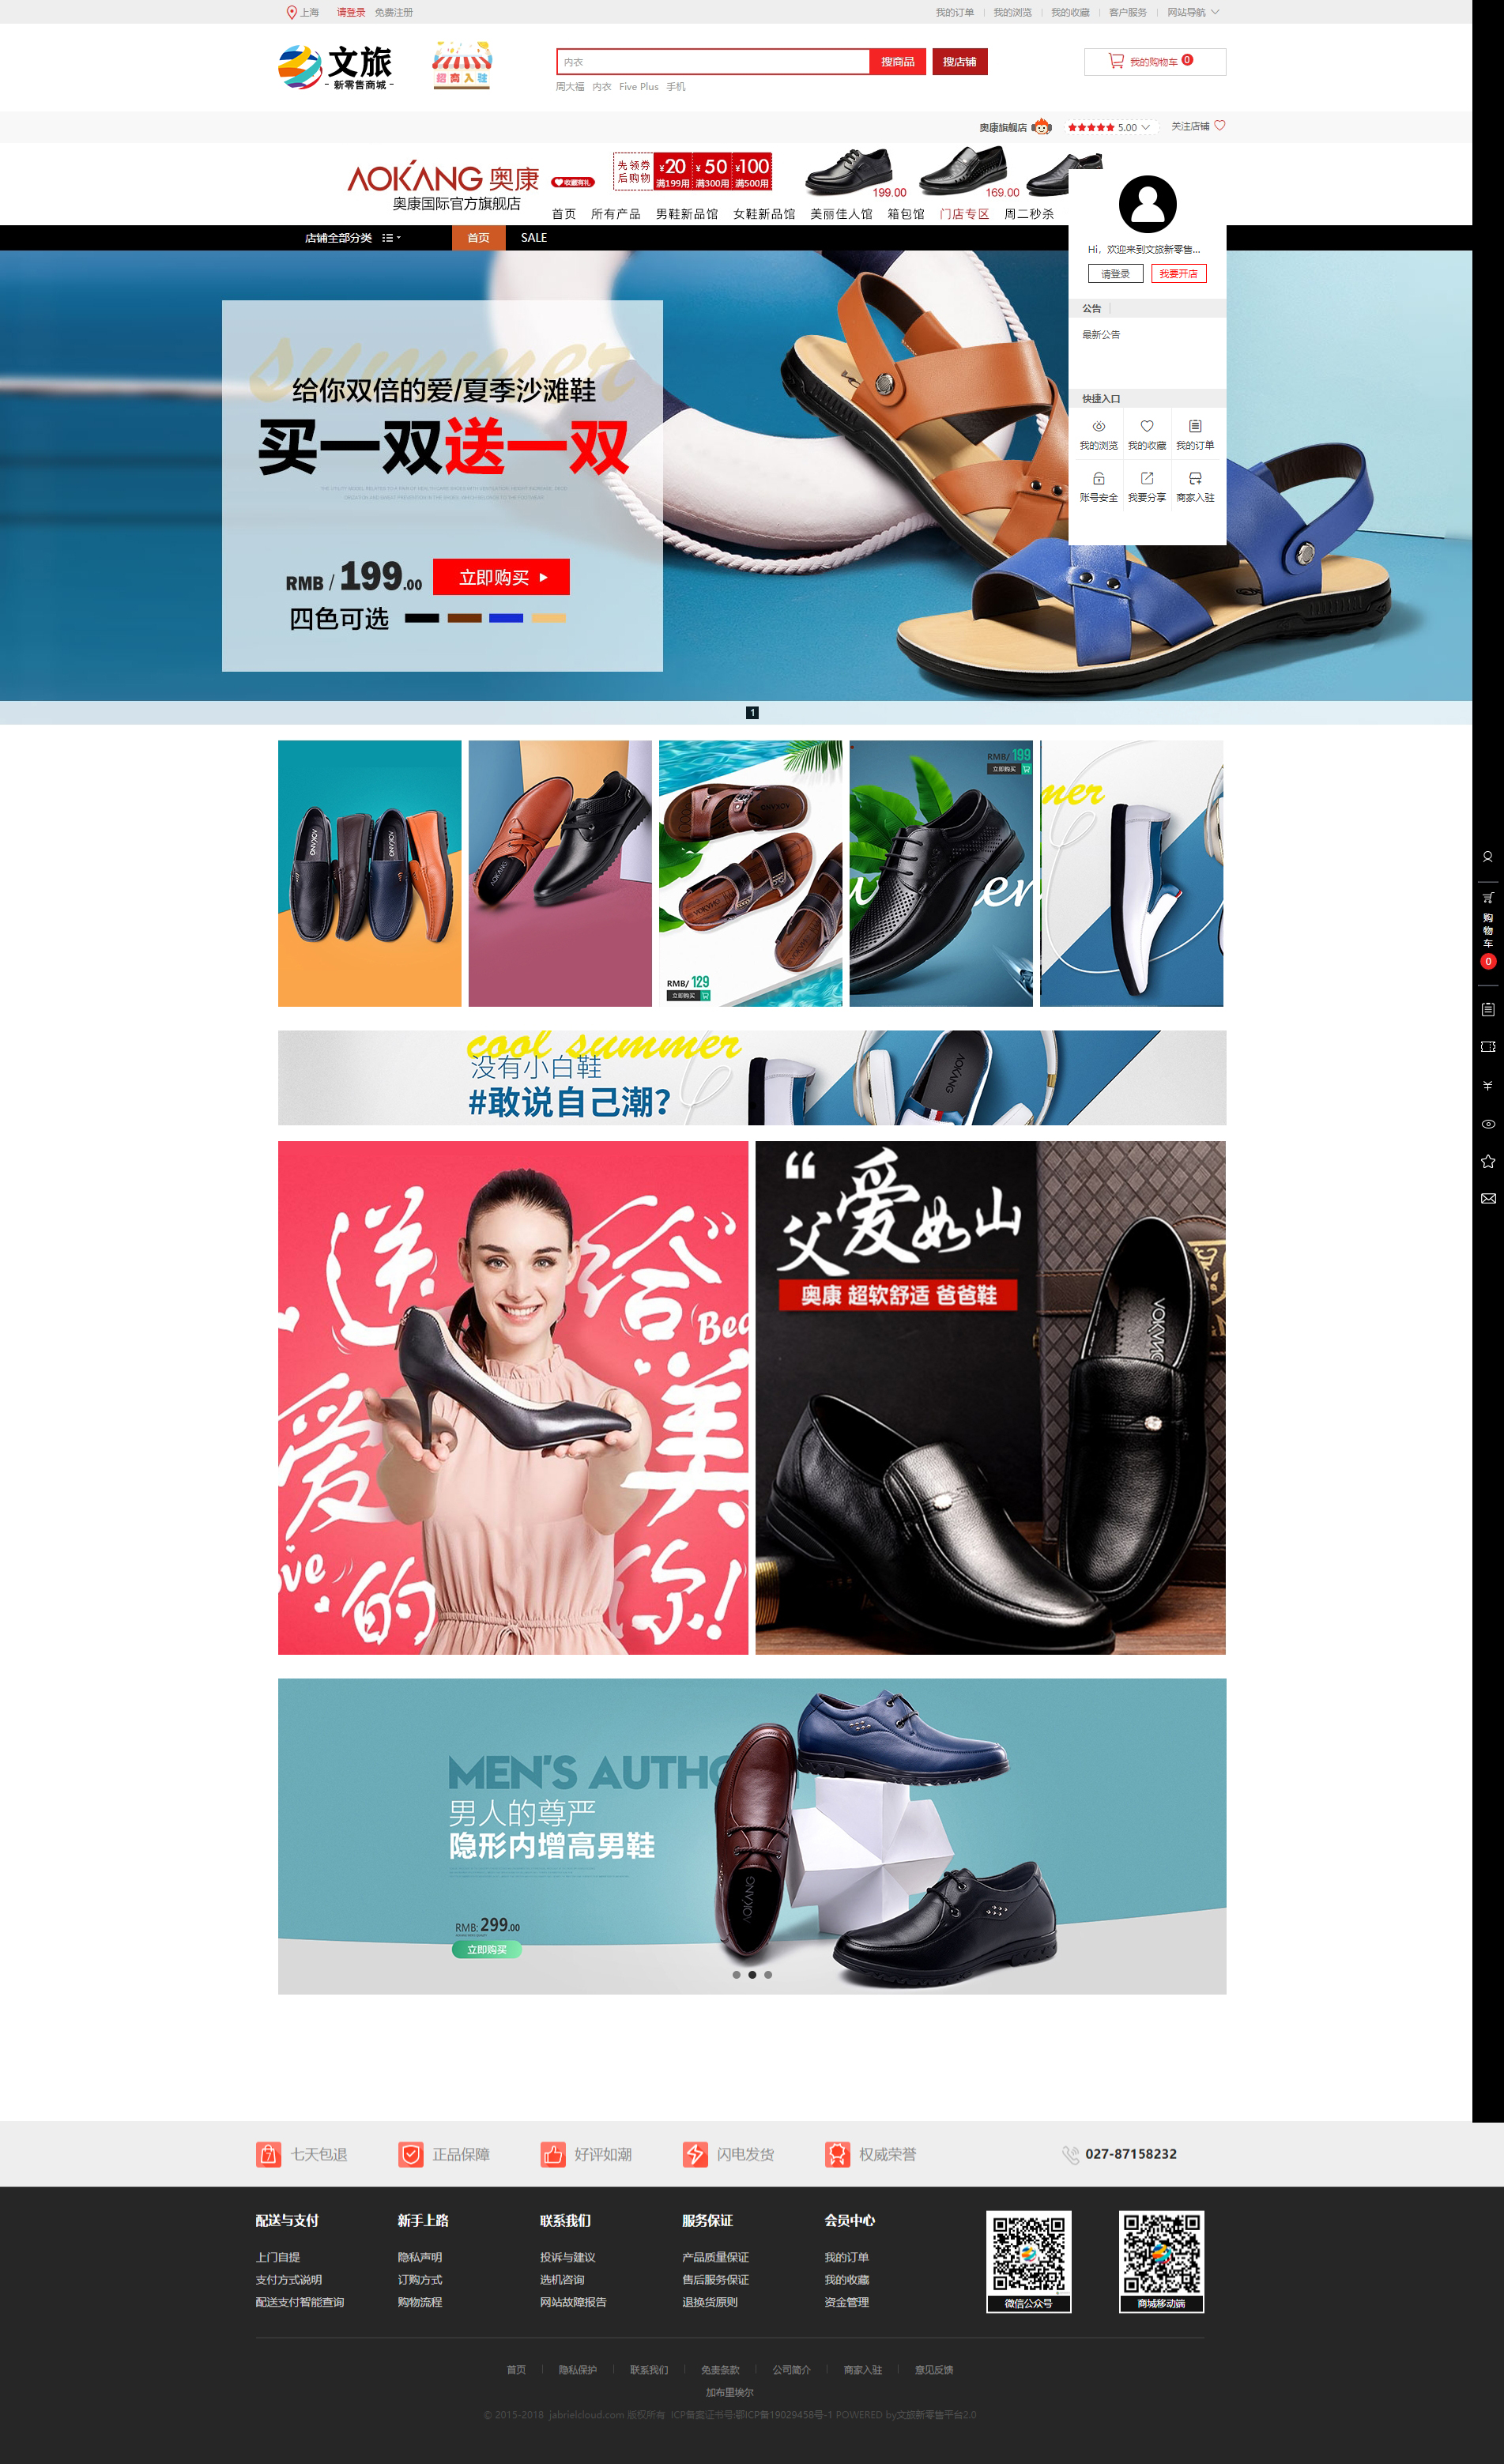 上海 请登录 免费注册 我的订单 我的浏览 我的收藏 客户服务 网站导航
文旅
- 新零售商城 -
招商入驻
内衣 搜商品 搜店铺 我的购物车 0
周大福 内衣 Five Plus 手机
奥康旗舰店 5.00 关注店铺
AOKANG 奥康 收藏有礼
奥康国际官方旗舰店
先领券 ¥20 ¥50 ¥100
后购物 满199用 满300用 满500用
199.00 169.00
首页 所有产品 男鞋新品馆 女鞋新品馆 美丽佳人馆 箱包馆 门店专区 周二秒杀
店铺全部分类 首页 SALE
Hi，欢迎来到文旅新零售...
请登录 我要开店
公告
最新公告
快捷入口
我的浏览 我的收藏 我的订单
账号安全 我要分享 商家入驻
summer
给你双倍的爱/夏季沙滩鞋
买一双送一双
RMB / 199.00 立即购买
四色可选
1
AOKANG
RMB/ 129
立即购买
RMB/ 199
立即购买
购物车
0
cool summer
没有小白鞋
#敢说自己潮？
AOKANG
送给
爱美
的你!
“
父爱如山
奥康 超软舒适 爸爸鞋
MEN'S AUTHO
男人的尊严
隐形内增高男鞋
RMB: 299.00
立即购买
AOKANG
七天包退 正品保障 好评如潮 闪电发货 权威荣誉 027-87158232
配送与支付 新手上路 联系我们 服务保证 会员中心
上门自提 隐私声明 投诉与建议 产品质量保证 我的订单
支付方式说明 订购方式 选机咨询 售后服务保证 我的收藏
配送支付智能查询 购物流程 网站故障报告 退换货原则 资金管理
微信公众号 商城移动端
首页 隐私保护 联系我们 免责条款 公司简介 商家入驻 意见反馈
加布里埃尔
© 2015-2018 jabrielcloud.com 版权所有 ICP备案证书号:鄂ICP备19029458号-1 POWERED by文旅新零售平台2.0